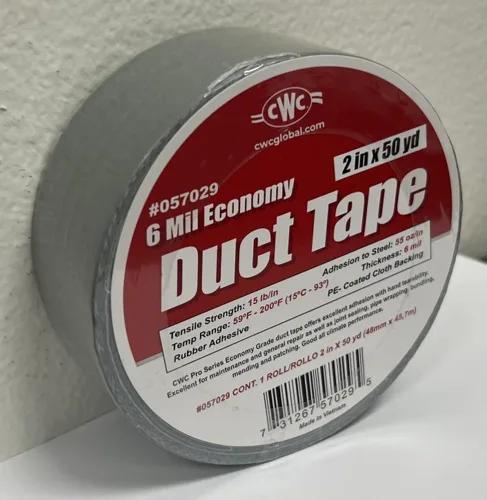 CWC
cwcglobal.com
2 in x 50 yd
#057029
6 Mil Economy
Duct Tape
Tensile Strength: 15 lb/in
Temp Range: 59°F - 200°F (15°C - 93°)
Rubber Adhesive
Adhesion to Steel: 55 oz/in
Thickness: 6 mil
PE- Coated Cloth Backing
CWC Pro Series Economy Grade duct tape offers excellent adhesion with hand tearability.
Excellent for maintenance and general repair as well as joint sealing, pipe wrapping, bundling,
mending and patching. Good all climate performance.
#057029 CONT. 1 ROLL/ROLLO 2 in X 50 yd (48mm x 45,7m)
7 31267 57029 5
Made in Vietnam